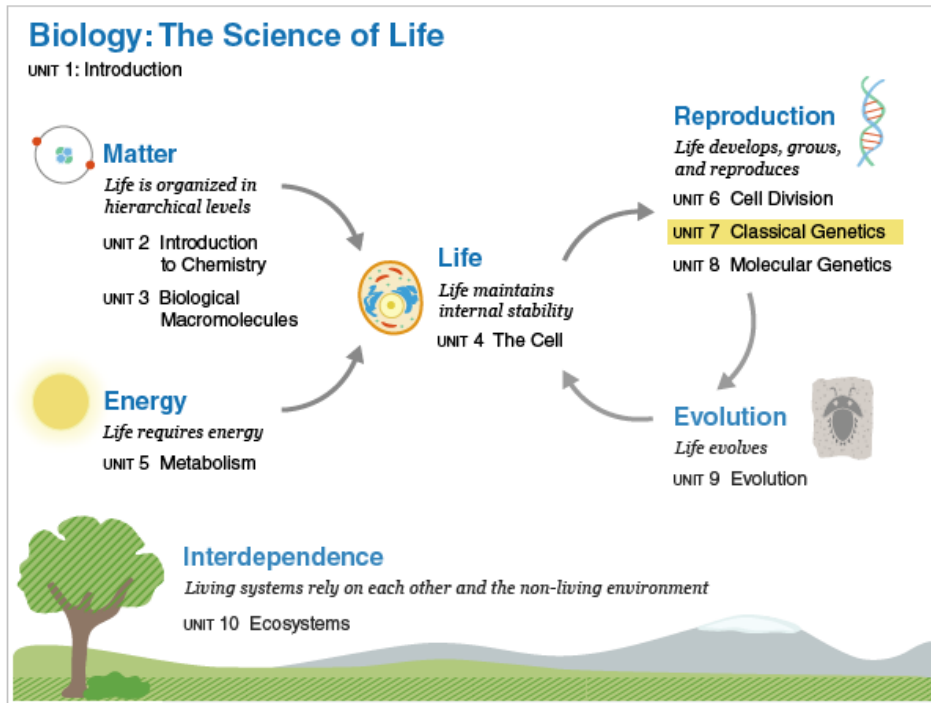 Biology: The Science of Life
UNIT 1: Introduction
Matter
Life is organized in
hierarchical levels
UNIT 2 Introduction
to Chemistry
UNIT 3 Biological
Macromolecules
Energy
Life requires energy
UNIT 5 Metabolism
Life
Life maintains
internal stability
UNIT 4 The Cell
Reproduction
Life develops, grows,
and reproduces
UNIT 6 Cell Division
UNIT 7 Classical Genetics
UNIT 8 Molecular Genetics
Evolution
Life evolves
UNIT 9 Evolution
Interdependence
Living systems rely on each other and the non-living environment
UNIT 10 Ecosystems